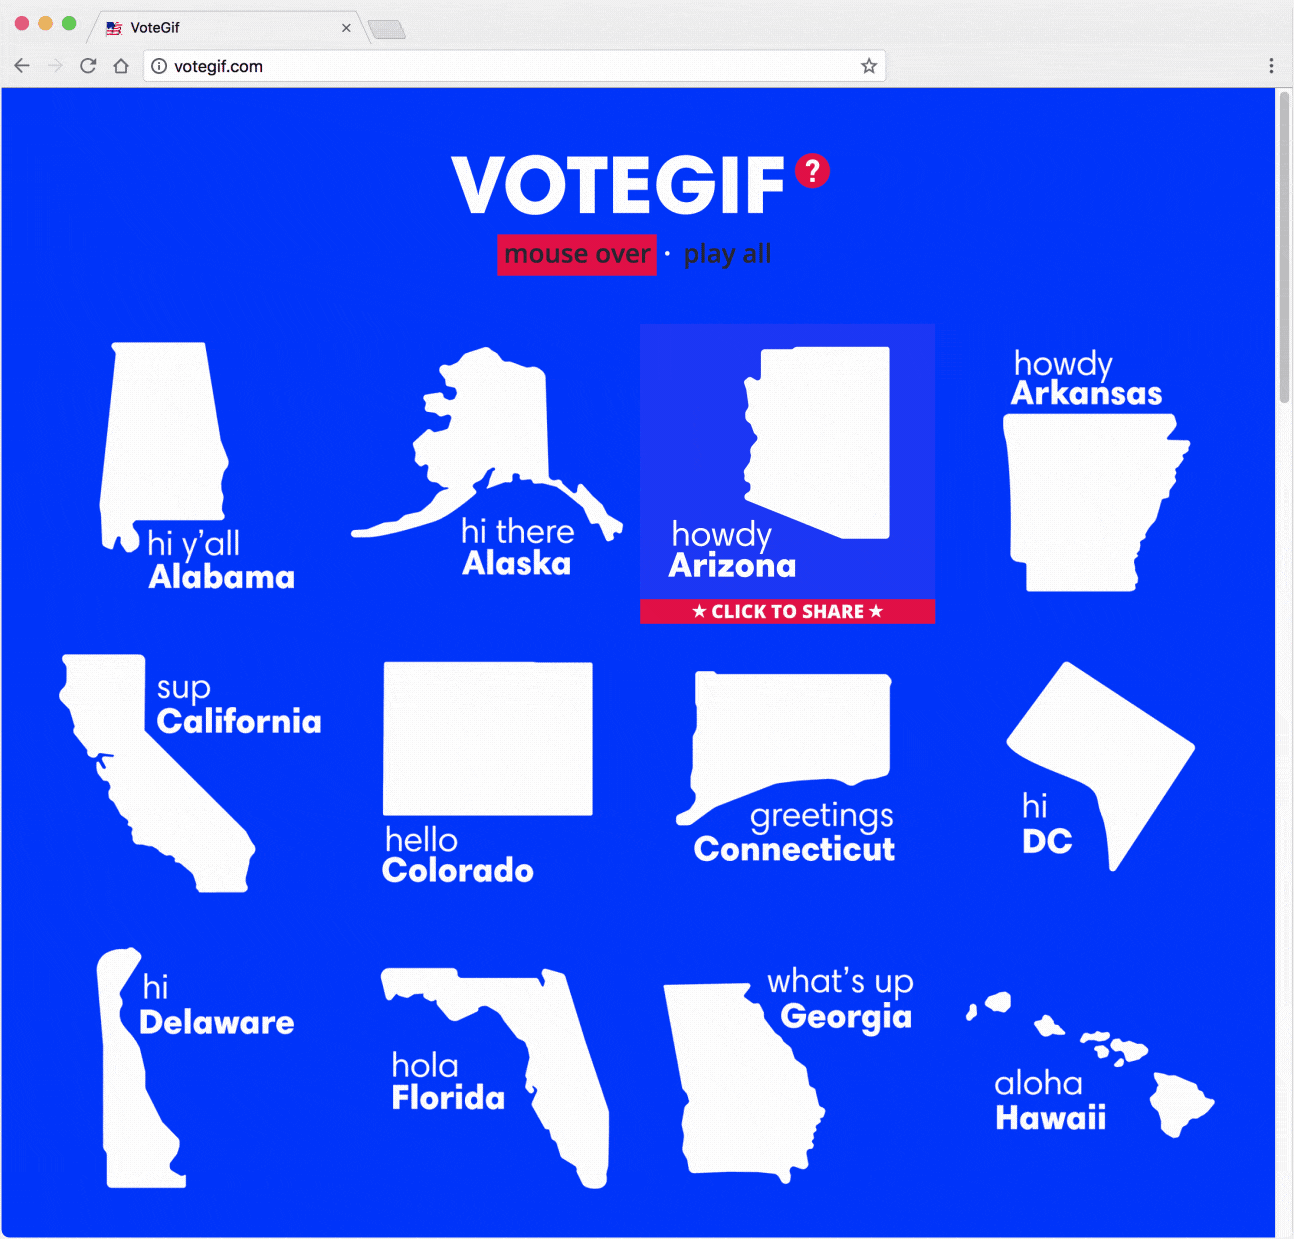 VoteGif
votegif.com
VOTEGIF ?
mouse over · play all
hi y'all
Alabama
hi there
Alaska
howdy
Arizona
★ CLICK TO SHARE ★
howdy
Arkansas
sup
California
hello
Colorado
greetings
Connecticut
hi
DC
hi
Delaware
hola
Florida
what's up
Georgia
aloha
Hawaii